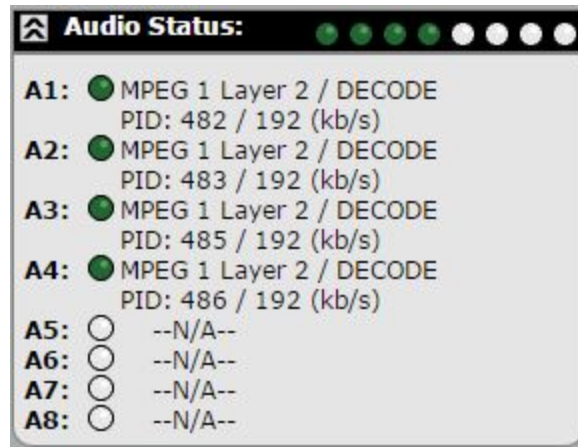 Audio Status:
A1: MPEG 1 Layer 2 / DECODE
PID: 482 / 192 (kb/s)
A2: MPEG 1 Layer 2 / DECODE
PID: 483 / 192 (kb/s)
A3: MPEG 1 Layer 2 / DECODE
PID: 485 / 192 (kb/s)
A4: MPEG 1 Layer 2 / DECODE
PID: 486 / 192 (kb/s)
A5: --N/A--
A6: --N/A--
A7: --N/A--
A8: --N/A--